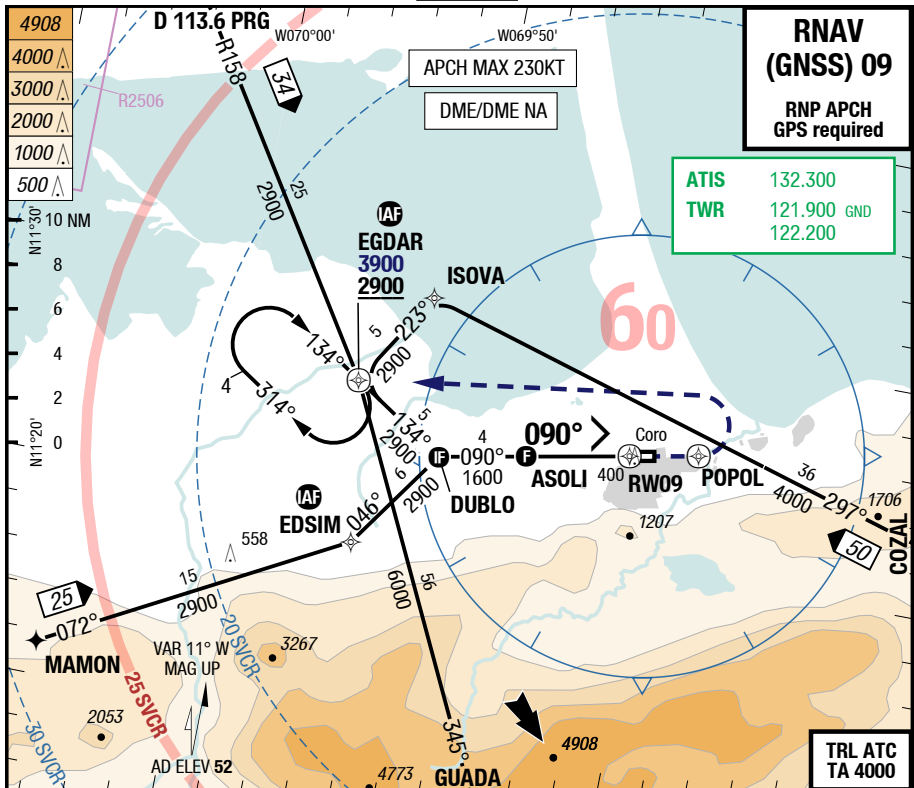 4908
4000
3000
2000
1000
500
D 113.6 PRG
R158
34
W070°00'
W069°50'
R2506
APCH MAX 230KT
DME/DME NA
RNAV
(GNSS) 09
RNP APCH
GPS required
ATIS 132.300
TWR 121.900 GND
122.200
N11°30'
10 NM
8
6
4
2
0
N11°20'
2900
25
IAF
EGDAR
3900
2900
ISOVA
60
5
223°
2900
134°
4
314°
134°
5
2900
4
090°
1600
090°
Coro
IF
F
DUBLO
ASOLI
400
RW09
POPOL
36
4000
297°
1706
50
COZAL
1207
IAF
EDSIM
046°
6
2900
558
15
2900
25
072°
MAMON
VAR 11° W
MAG UP
20 SVCR
25 SVCR
30 SVCR
3267
2053
AD ELEV 52
4773
56
6000
345°
GUADA
4908
TRL ATC
TA 4000